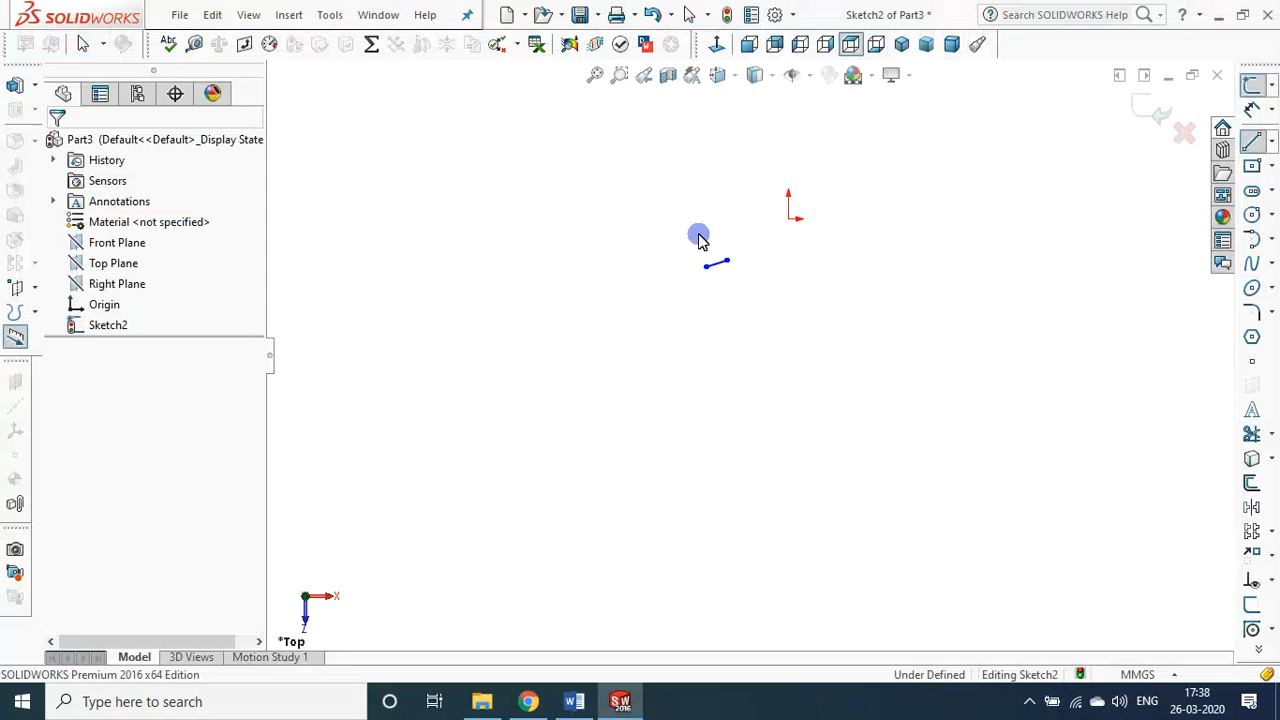 SOLIDWORKS File Edit View Insert Tools Window Help Sketch2 of Part3 * Search SOLIDWORKS Help
Part3 (Default<<Default>_Display State
History
Sensors
Annotations
Material <not specified>
Front Plane
Top Plane
Right Plane
Origin
Sketch2
X
Z
*Top
Model 3D Views Motion Study 1
SOLIDWORKS Premium 2016 x64 Edition Under Defined Editing Sketch2 MMGS
Type here to search ENG 17:38
26-03-2020